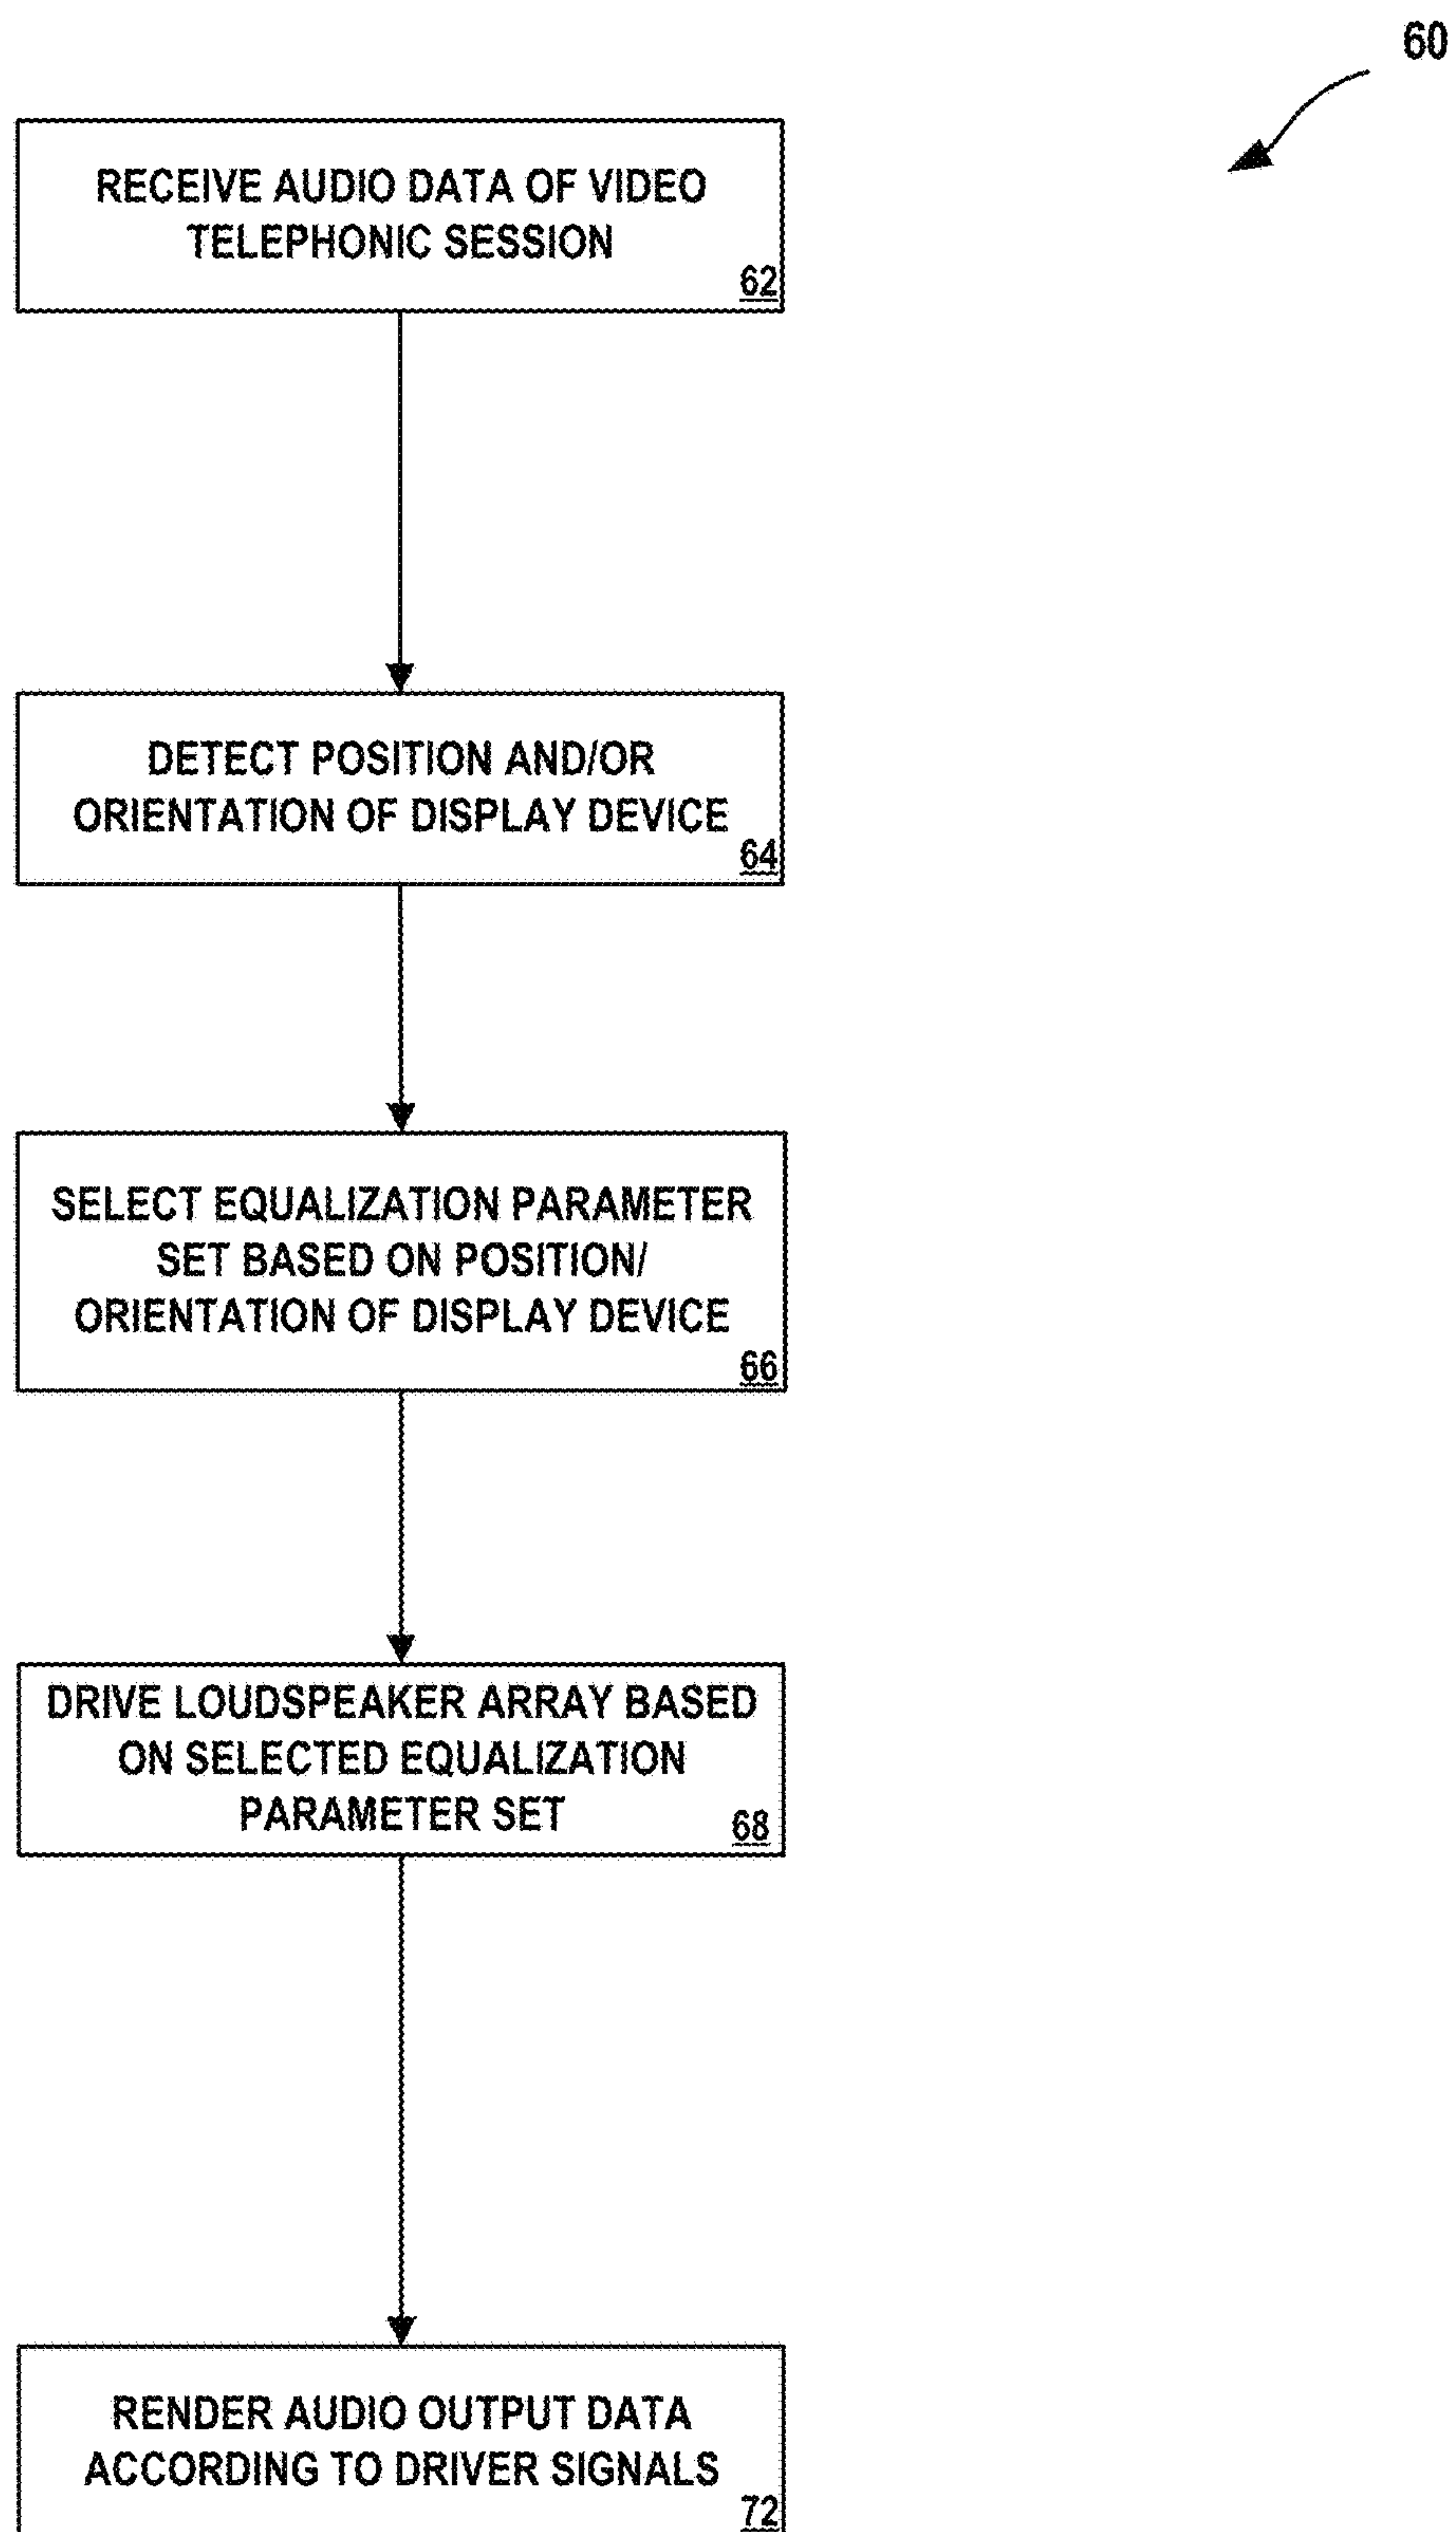 60
RECEIVE AUDIO DATA OF VIDEO
TELEPHONIC SESSION
62
DETECT POSITION AND/OR
ORIENTATION OF DISPLAY DEVICE
64
SELECT EQUALIZATION PARAMETER
SET BASED ON POSITION/
ORIENTATION OF DISPLAY DEVICE
66
DRIVE LOUDSPEAKER ARRAY BASED
ON SELECTED EQUALIZATION
PARAMETER SET
68
RENDER AUDIO OUTPUT DATA
ACCORDING TO DRIVER SIGNALS
72